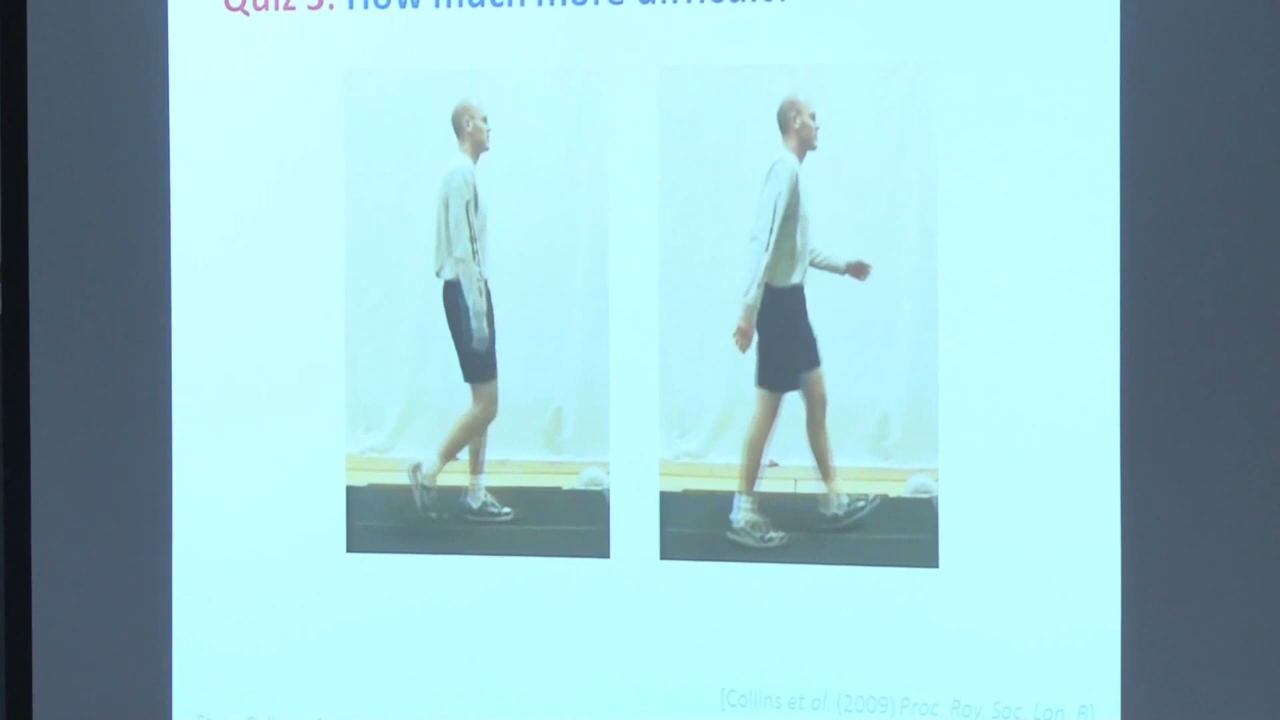 Quiz 3: How much more difficult?
[Collins et al. (2009) Proc. Roy. Soc. Lon. B]